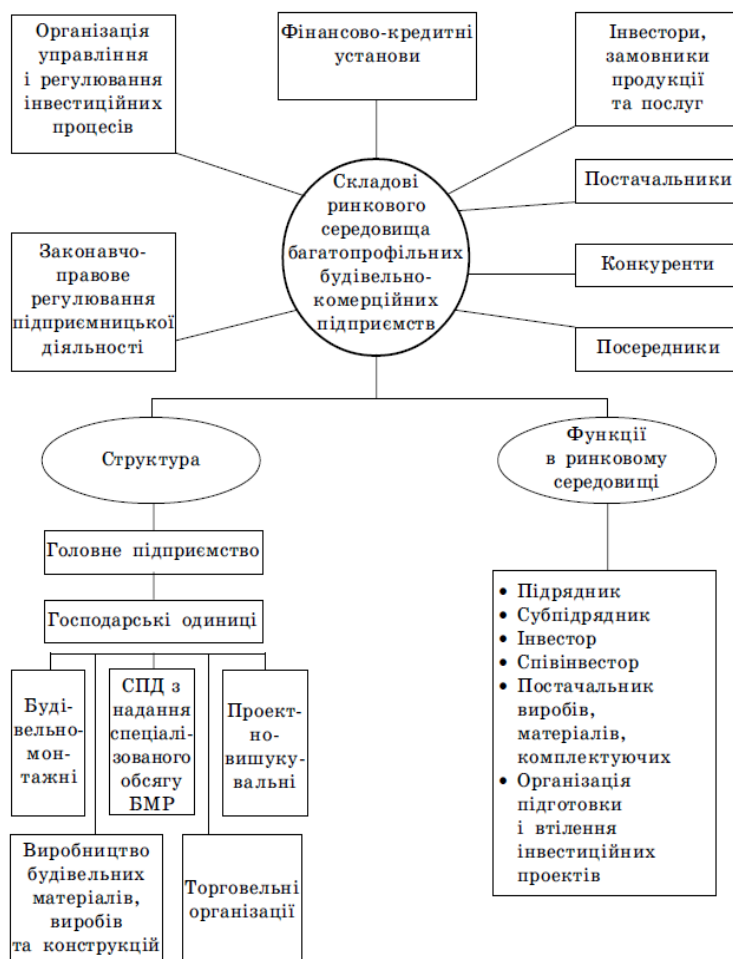 Організація
управління
і регулювання
інвестиційних
процесів
Фінансово-кредитні
установи
Інвестори,
замовники
продукції
та послуг
Складові
ринкового
середовища
багатопрофільних
будівельно-
комерційних
підприємств
Постачальники
Законавчо-
правове
регулювання
підприємницької
діяльності
Конкуренти
Посередники
Структура
Функції
в ринковому
середовищі
Головне підприємство
Господарські одиниці
Буді-
вельно-
мон-
тажні
СПД з
надання
спеціалі-
зованого
обсягу
БМР
Проект-
но-
вишуку-
вальні
Виробництво
будівельних
матеріалів,
виробів
та конструкцій
Торговельні
організації
• Підрядник
• Субпідрядник
• Інвестор
• Співінвестор
• Постачальник
виробів,
матеріалів,
комплектуючих
• Організація
підготовки
і втілення
інвестиційних
проектів